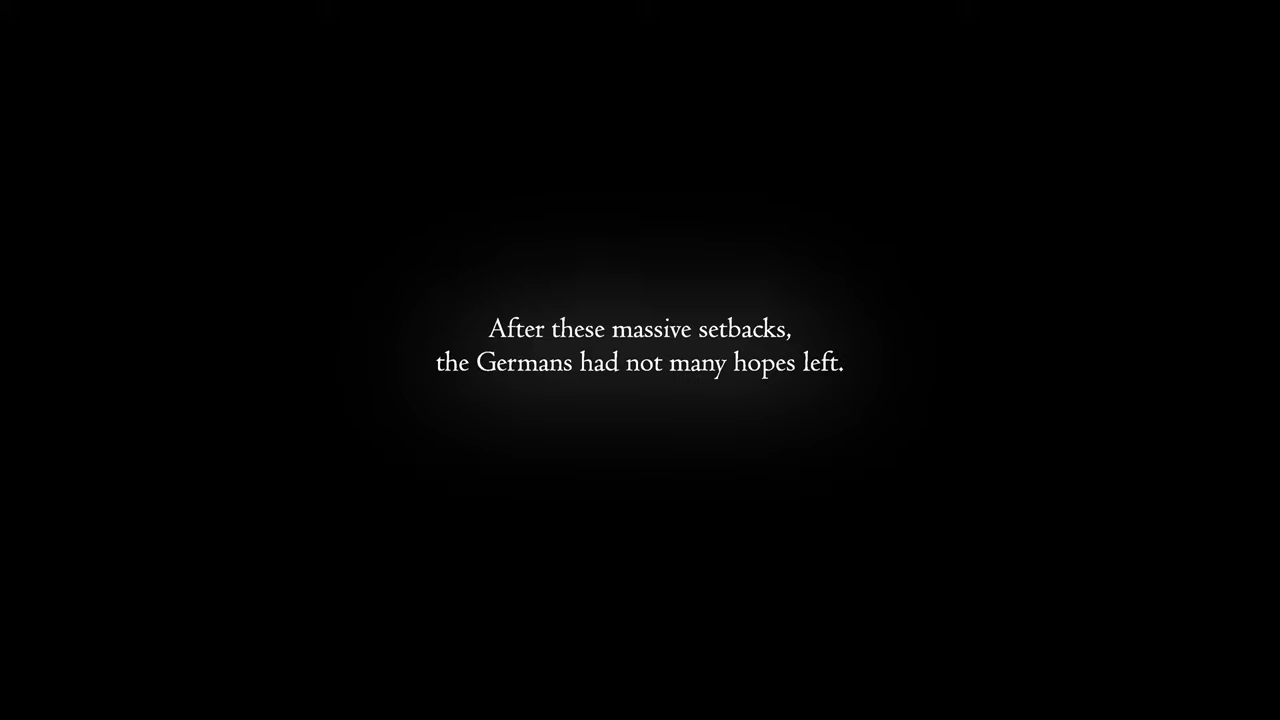 After these massive setbacks,
the Germans had not many hopes left.